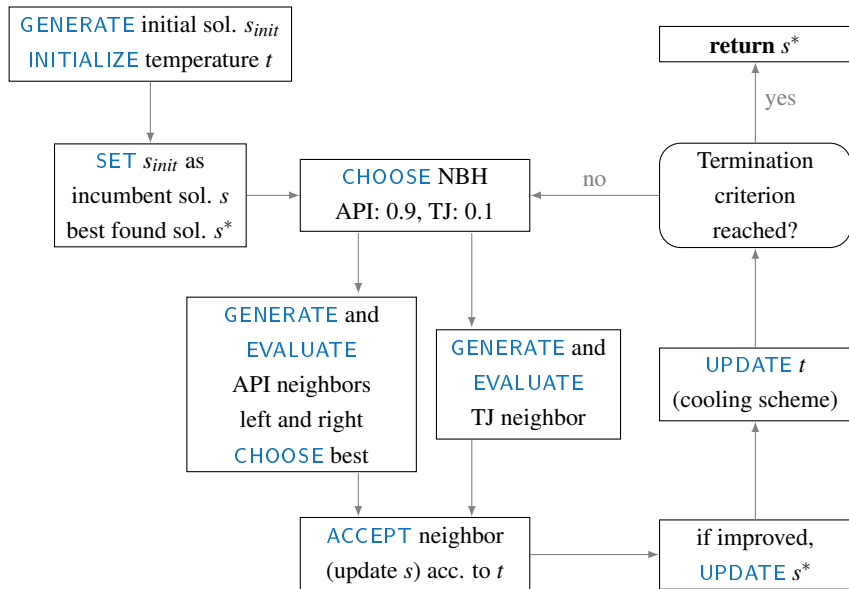 GENERATE initial sol. s_init
INITIALIZE temperature t
SET s_init as
incumbent sol. s
best found sol. s*
CHOOSE NBH
API: 0.9, TJ: 0.1
GENERATE and
EVALUATE
API neighbors
left and right
CHOOSE best
GENERATE and
EVALUATE
TJ neighbor
ACCEPT neighbor
(update s) acc. to t
if improved,
UPDATE s*
UPDATE t
(cooling scheme)
Termination
criterion
reached?
no
yes
return s*